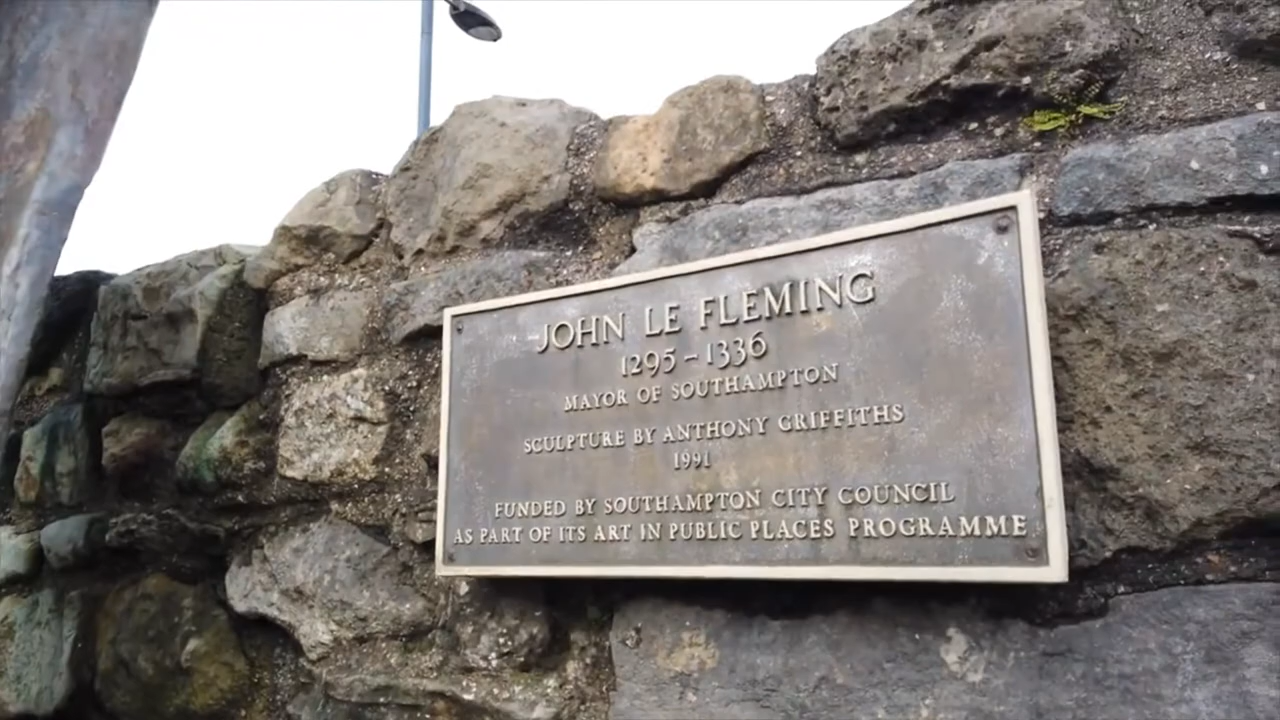 JOHN LE FLEMING
1295 - 1336
MAYOR OF SOUTHAMPTON
SCULPTURE BY ANTHONY GRIFFITHS
1991
FUNDED BY SOUTHAMPTON CITY COUNCIL
AS PART OF ITS ART IN PUBLIC PLACES PROGRAMME